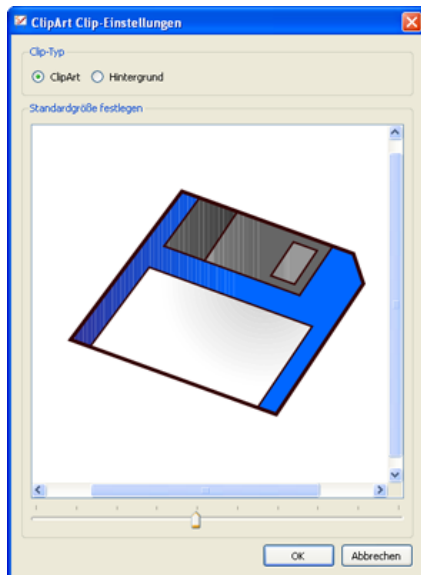 ClipArt Clip-Einstellungen
Clip-Typ
ClipArt Hintergrund
Standardgröße festlegen
OK Abbrechen